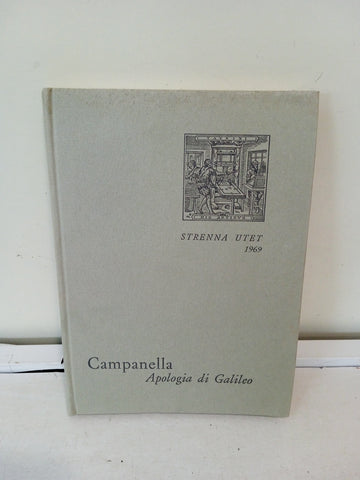 STRENNA UTET
1969
Campanella
Apologia di Galileo